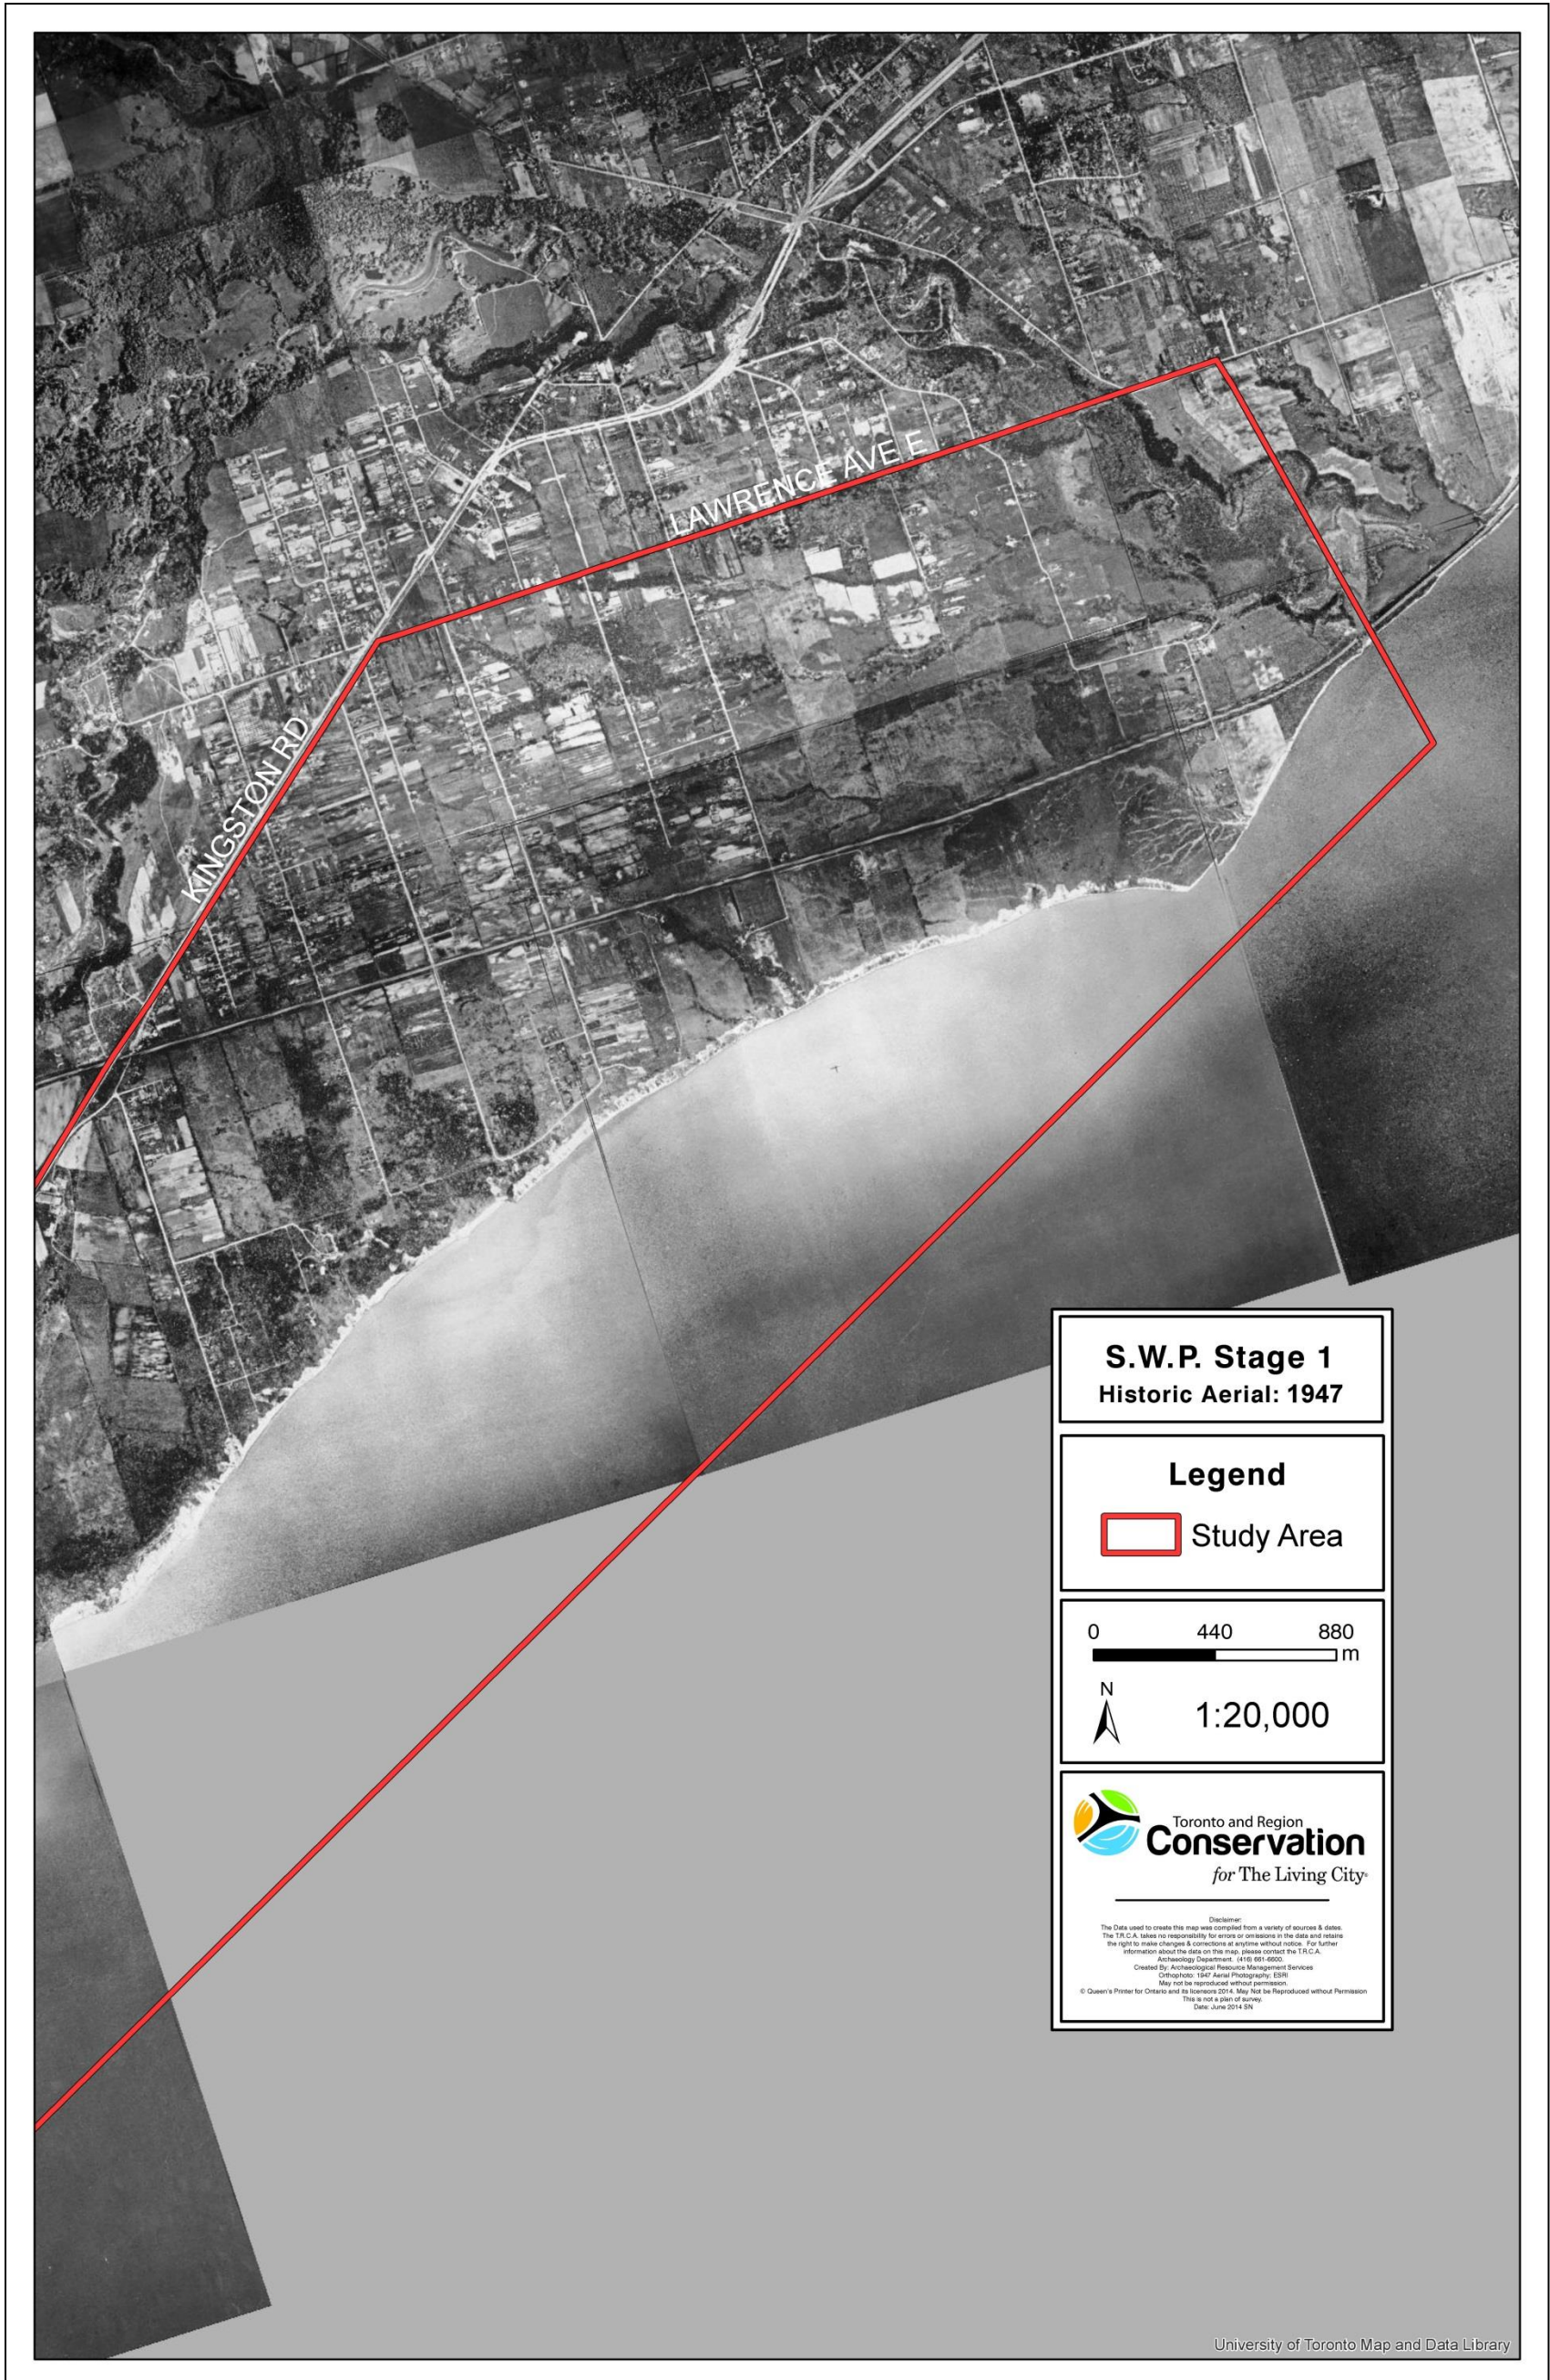 LAWRENCE AVE E
KINGSTON RD
S.W.P. Stage 1
Historic Aerial: 1947
Legend
Study Area
0 440 880
m
N
1:20,000
Toronto and Region
Conservation
for The Living City
Disclaimer:
The Data used to create this map was compiled from a variety of sources & dates.
The T.R.C.A. takes no responsibility for errors or omissions in the data and retains
the right to make changes & corrections at anytime without notice. For further
information about the data on this map, please contact the T.R.C.A.
Archaeology Department. (416) 661-6600.
Created By: Archaeological Resource Management Services
Orthophoto: 1947 Aerial Photography; ESRI
May not be reproduced without permission.
© Queen's Printer for Ontario and its licensors 2014. May Not be Reproduced without Permission
This is not a plan of survey.
Date: June 2014 SN
University of Toronto Map and Data Library